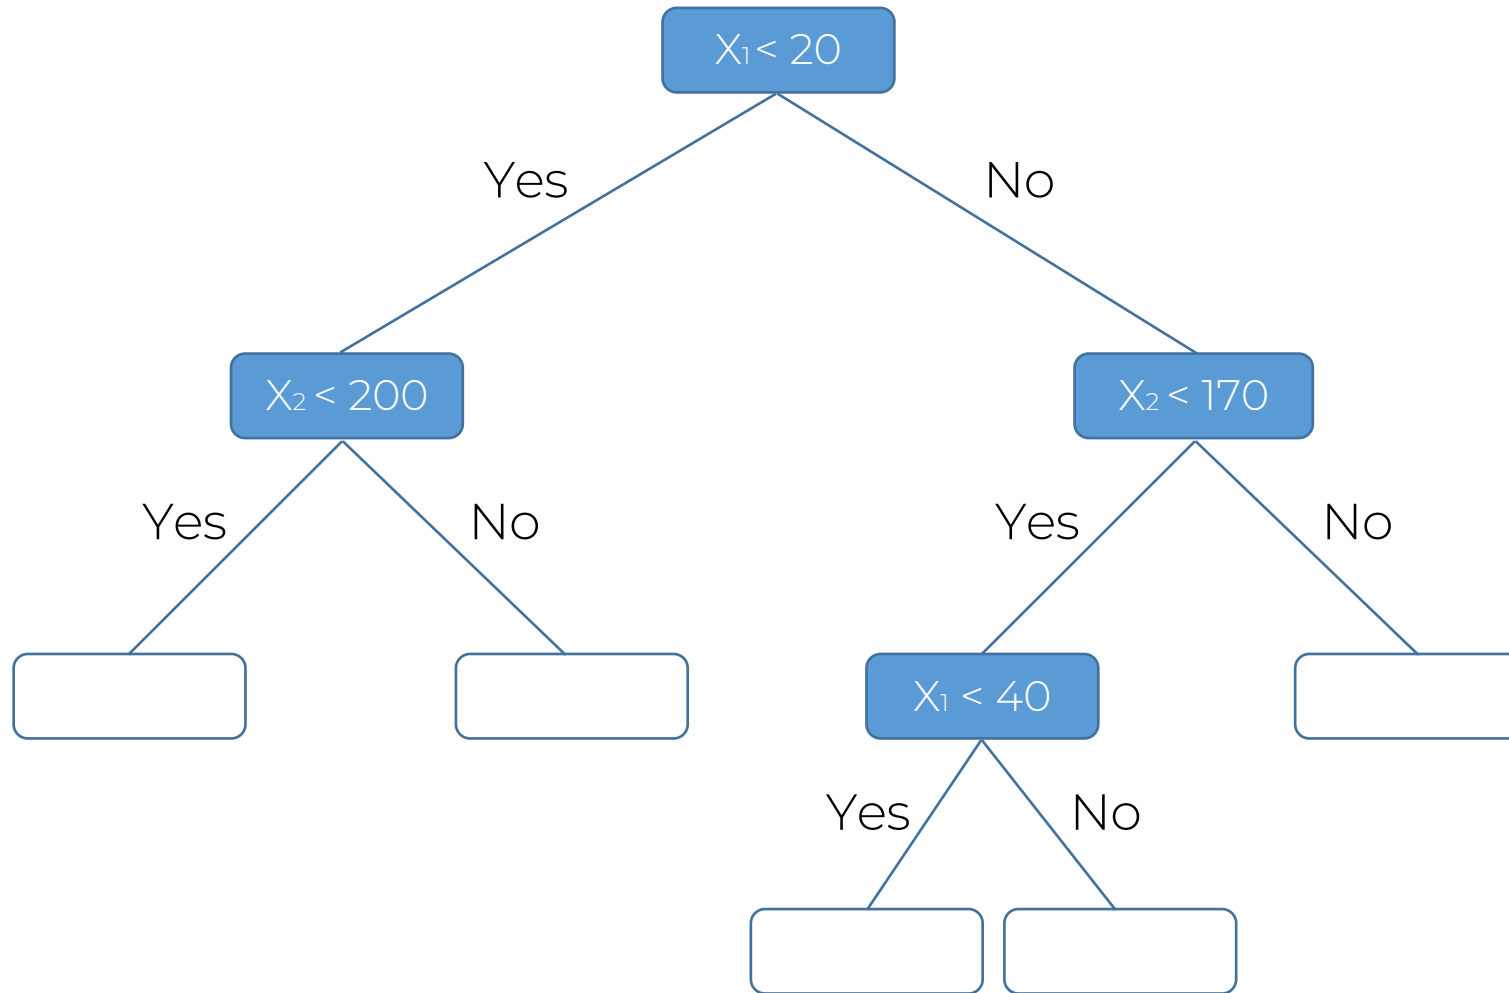 X₁ < 20
Yes
No
X₂ < 200
X₂ < 170
Yes
No
Yes
No
X₁ < 40
Yes
No